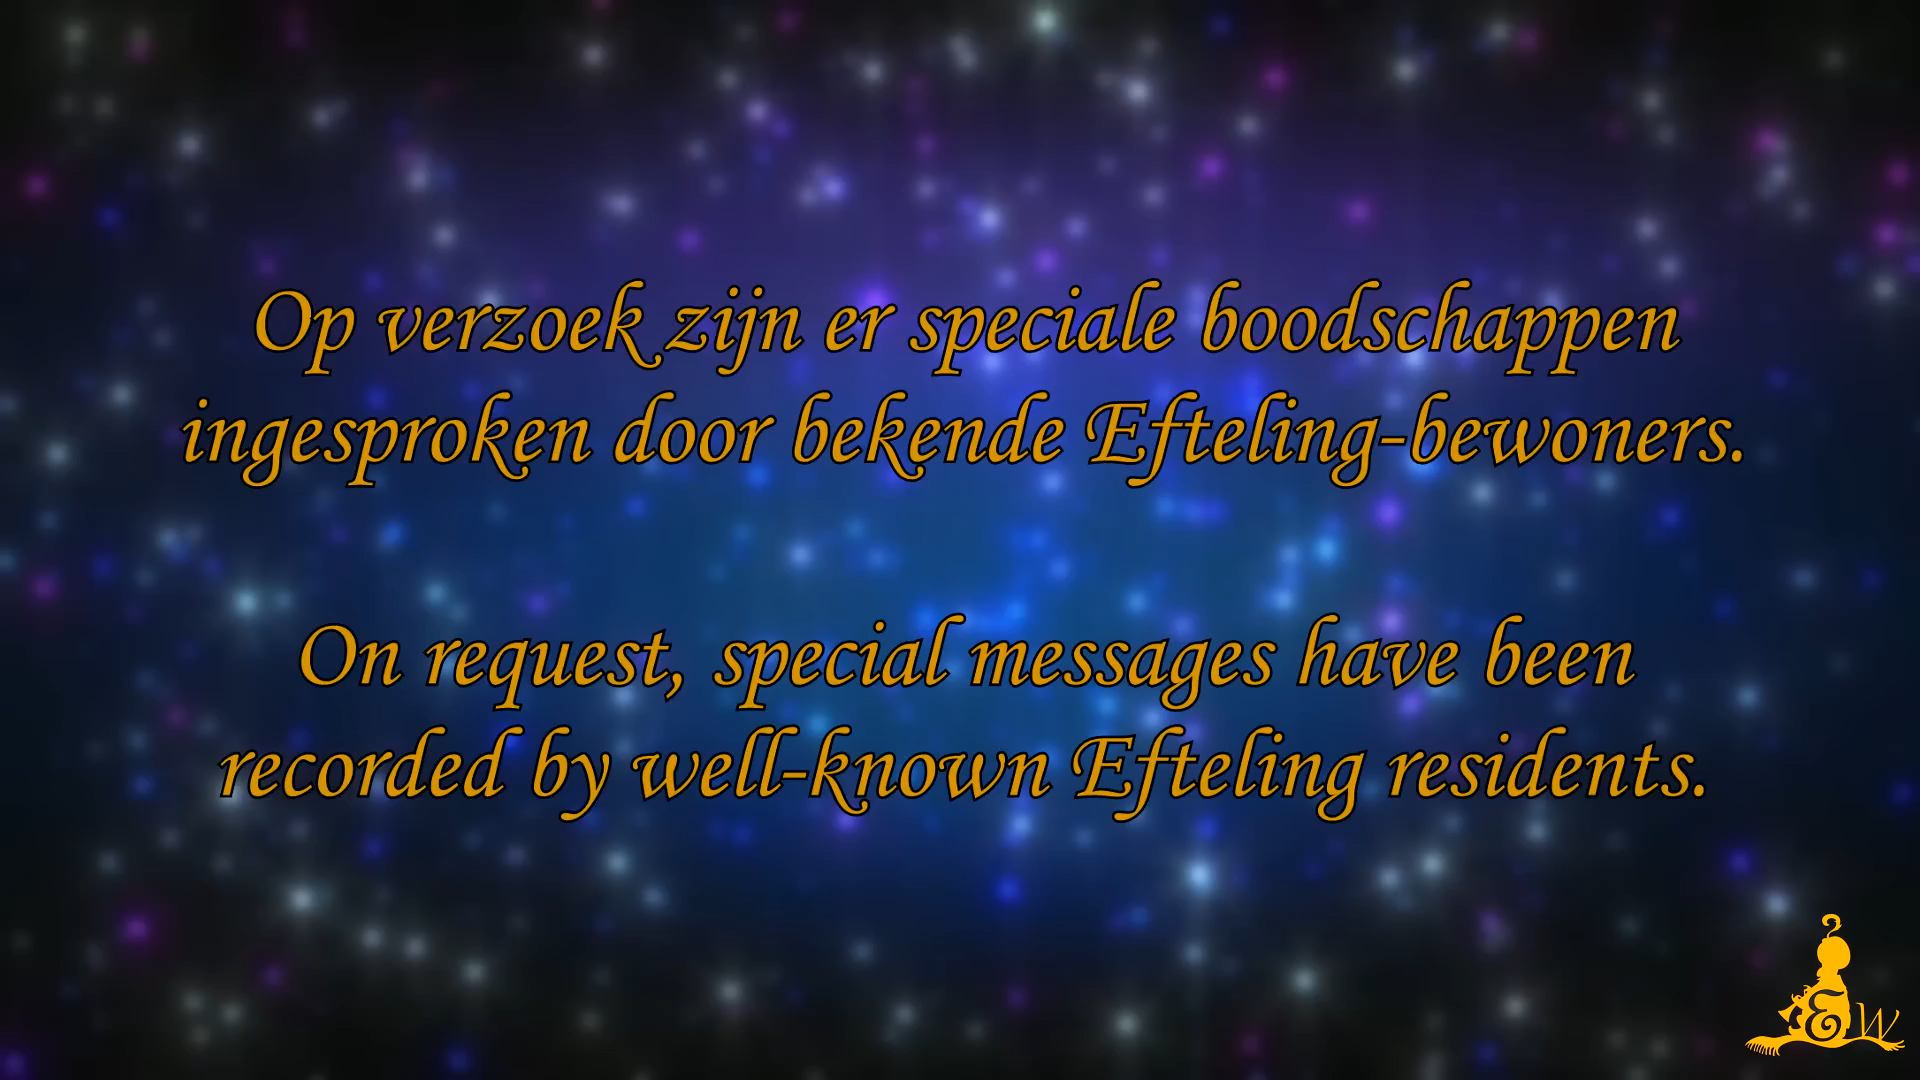 Op verzoek zijn er speciale boodschappen
ingesproken door bekende Efteling-bewoners.
On request, special messages have been
recorded by well-known Efteling residents.
&W